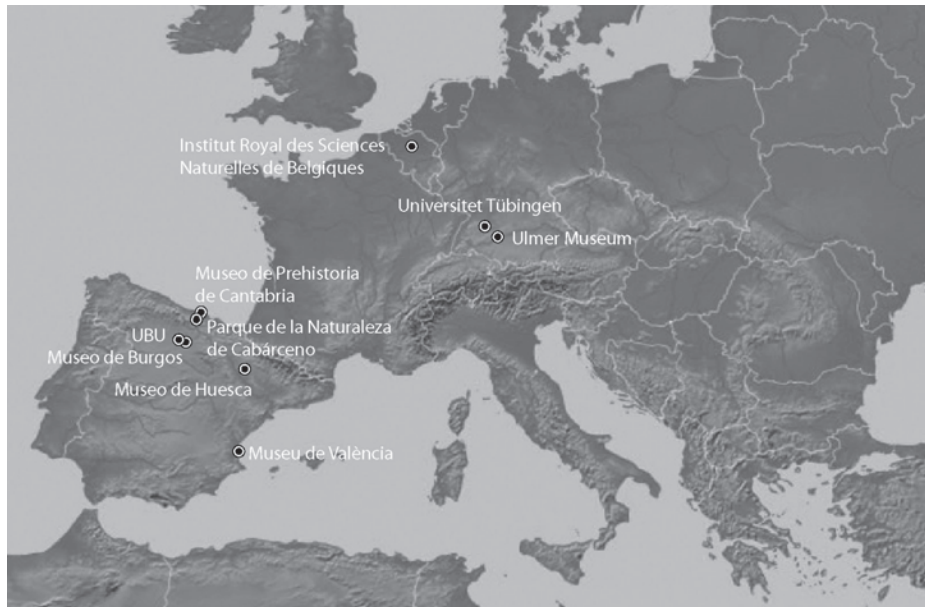 Institut Royal des Sciences
Naturelles de Belgiques
Universitet Tübingen
Ulmer Museum
Museo de Prehistoria
de Cantabria
Parque de la Naturaleza
de Cabárceno
UBU
Museo de Burgos
Museo de Huesca
Museu de València